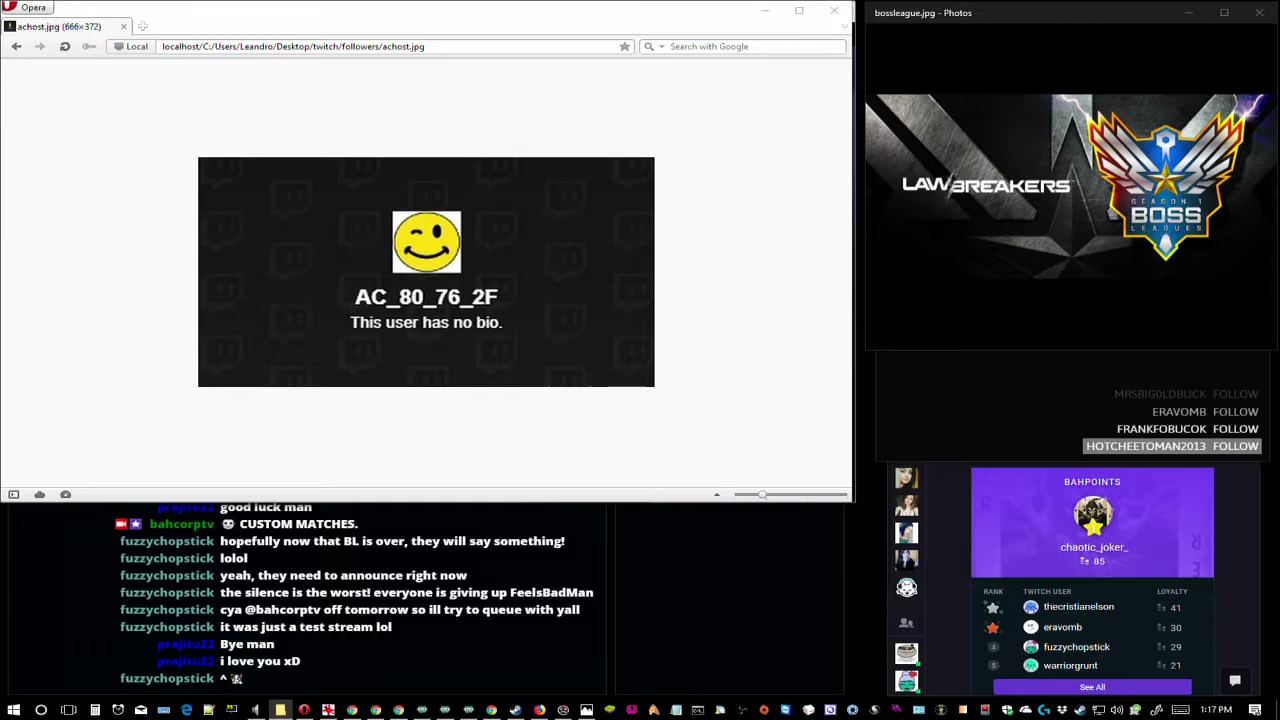 Opera
achost.jpg (666×372)
Local
localhost/C:/Users/Leandro/Desktop/twitch/followers/achost.jpg
Search with Google
AC_80_76_2F
This user has no bio.
bossleague.jpg - Photos
LAWBREAKERS
SEASON 1
BOSS
LEAGUES
MRSBIG0LDBUCK FOLLOW
ERAVOMB FOLLOW
FRANKFOBUCOK FOLLOW
HOTCHEETOMAN2013 FOLLOW
prajitu22 good luck man
bahcorptv CUSTOM MATCHES.
fuzzychopstick hopefully now that BL is over, they will say something!
fuzzychopstick lolol
fuzzychopstick yeah, they need to announce right now
fuzzychopstick the silence is the worst! everyone is giving up FeelsBadMan
fuzzychopstick cya @bahcorptv off tomorrow so ill try to queue with yall
fuzzychopstick it was just a test stream lol
prajitu22 Bye man
prajitu22 i love you xD
fuzzychopstick ^
BAHPOINTS
1
chaotic_joker_
85
RANK TWITCH USER LOYALTY
thecristianelson 41
eravomb 30
4 fuzzychopstick 29
5 warriorgrunt 21
See All
1:17 PM